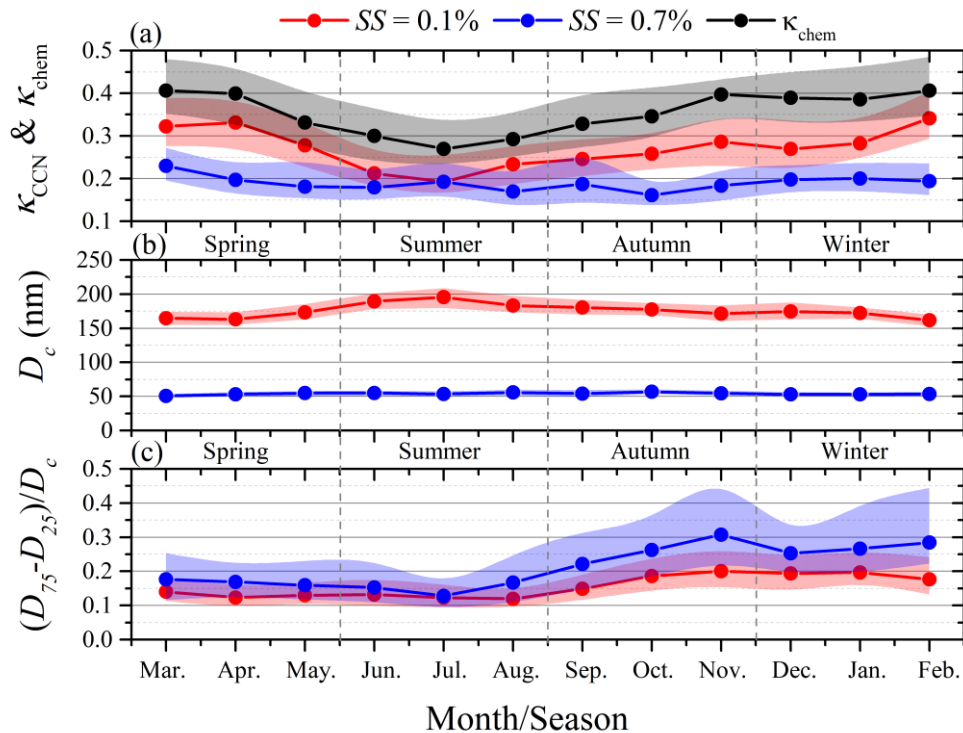 SS = 0.1% SS = 0.7% κchem
(a)
κCCN & κchem
0.5
0.4
0.3
0.2
0.1
Spring Summer Autumn Winter
(b)
Dc (nm)
250
200
150
100
50
0
Spring Summer Autumn Winter
(c)
(D75-D25)/Dc
0.5
0.4
0.3
0.2
0.1
0.0
Mar. Apr. May. Jun. Jul. Aug. Sep. Oct. Nov. Dec. Jan. Feb.
Month/Season